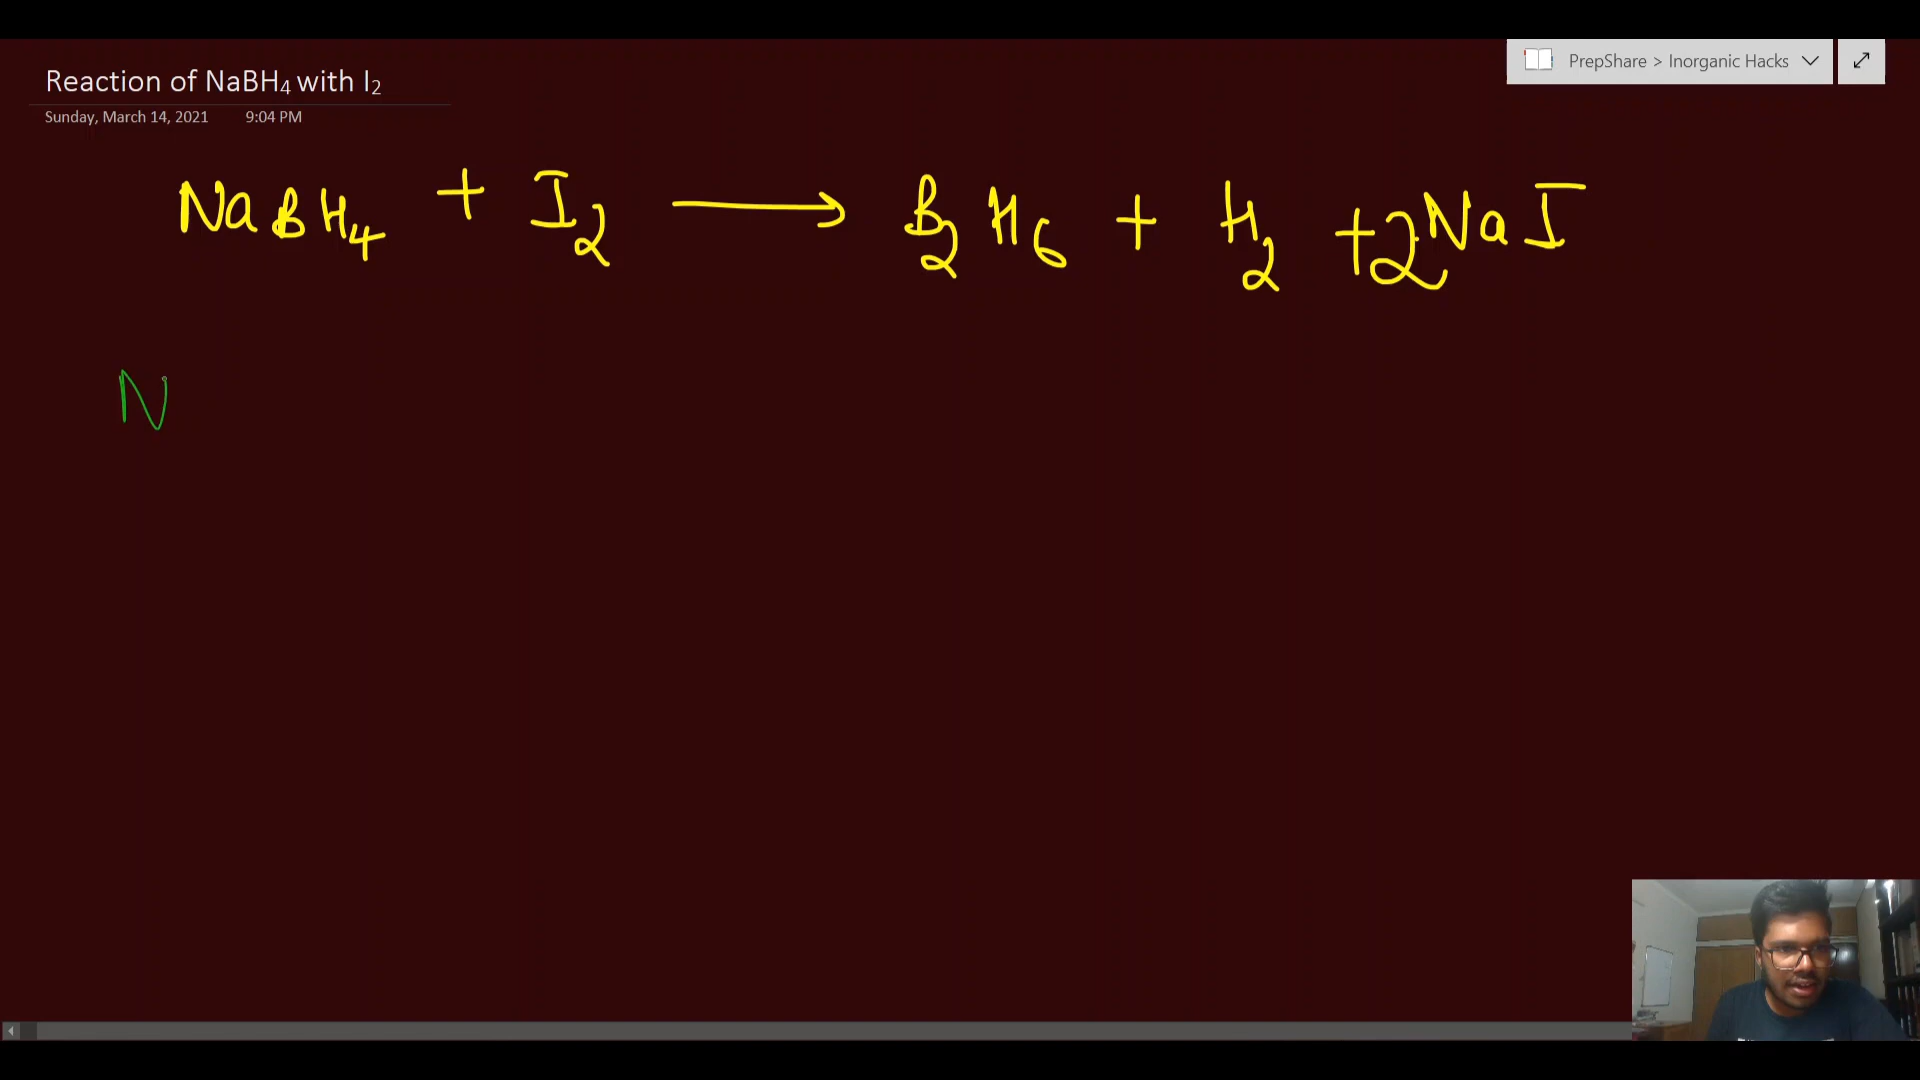 Reaction of NaBH₄ with I₂
PrepShare > Inorganic Hacks
Sunday, March 14, 2021 9:04 PM
NaBH₄ + I₂ ⟶ B₂H₆ + H₂ + 2NaI
N